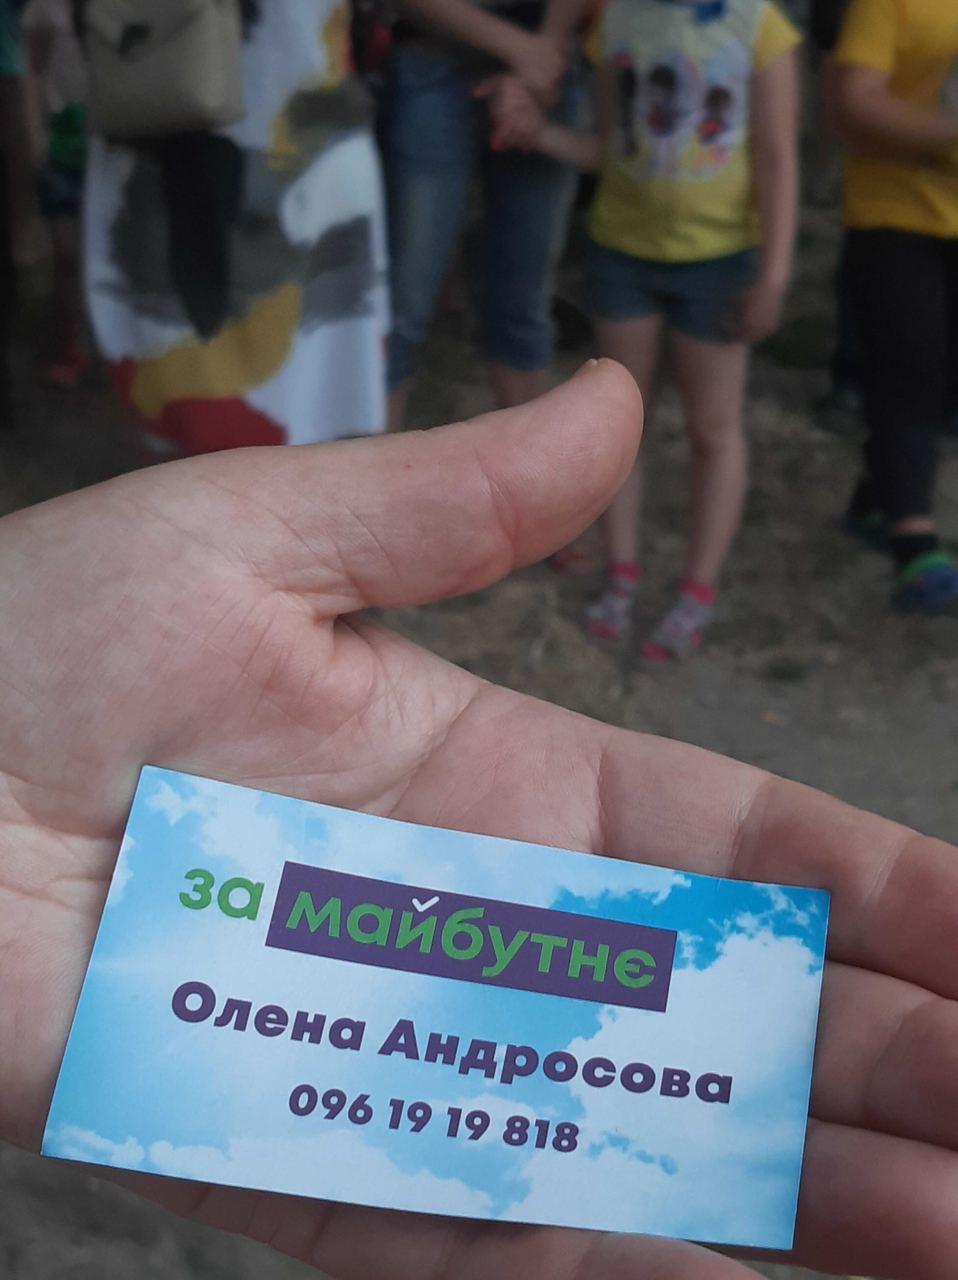 за майбутнє
Олена Андросова
096 19 19 818